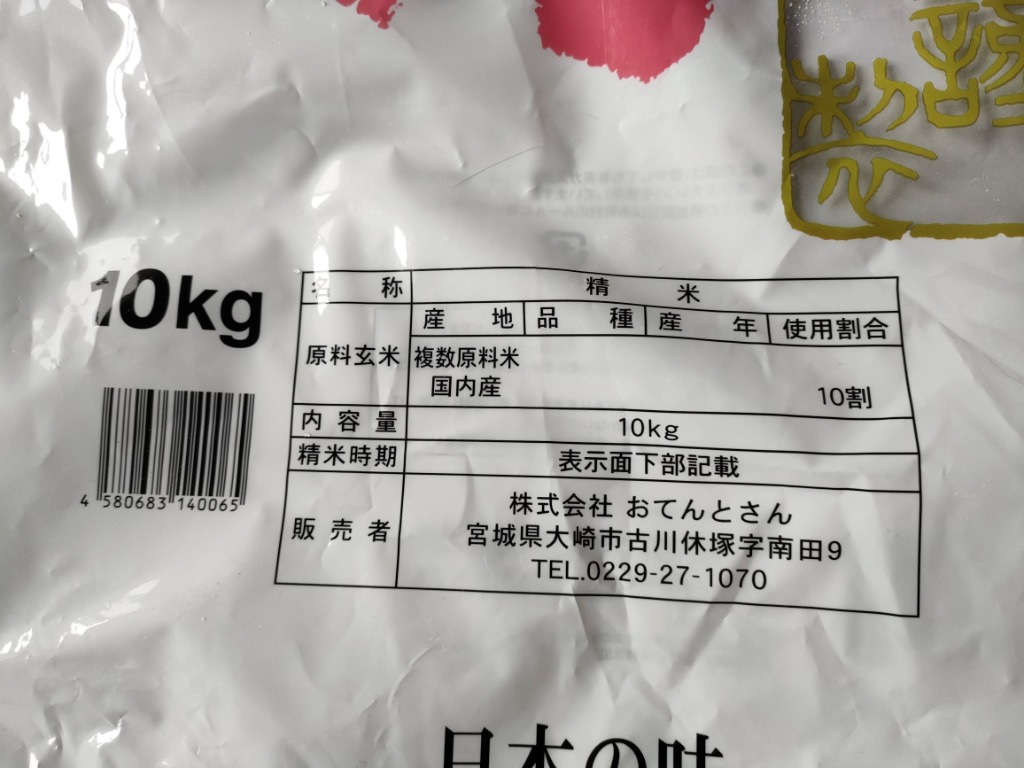 謹製
10kg
名称 精米
産地 品種 産年 使用割合
原料玄米 複数原料米
国内産 10割
内容量 10kg
精米時期 表示面下部記載
販売者 株式会社 おてんとさん
宮城県大崎市古川休塚字南田9
TEL.0229-27-1070
4 580683 140065
日本の味